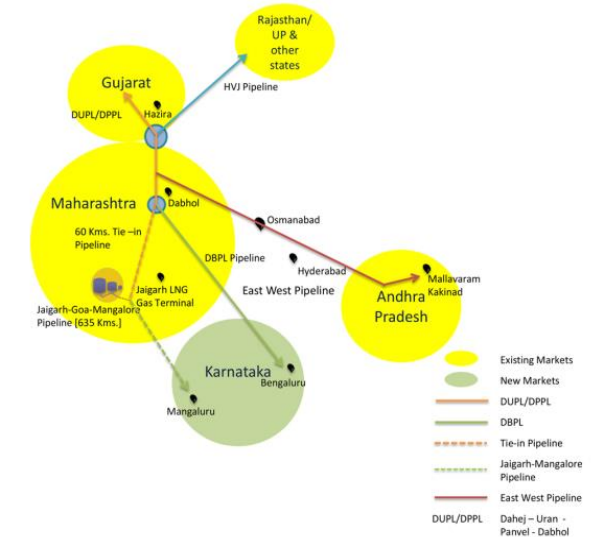 Rajasthan/
UP &
other
states
Gujarat
HVJ Pipeline
DUPL/DPPL
Hazira
Maharashtra
Dabhol
60 Kms. Tie –in
Pipeline
Osmanabad
DBPL Pipeline
Hyderabad
East West Pipeline
Mallavaram
Kakinad
Andhra
Pradesh
Jaigarh LNG
Gas Terminal
Jaigarh-Goa-Mangalore
Pipeline [635 Kms.]
Karnataka
Bengaluru
Mangaluru
Existing Markets
New Markets
DUPL/DPPL
DBPL
Tie-in Pipeline
Jaigarh-Mangalore
Pipeline
East West Pipeline
DUPL/DPPL Dahej – Uran -
Panvel - Dabhol